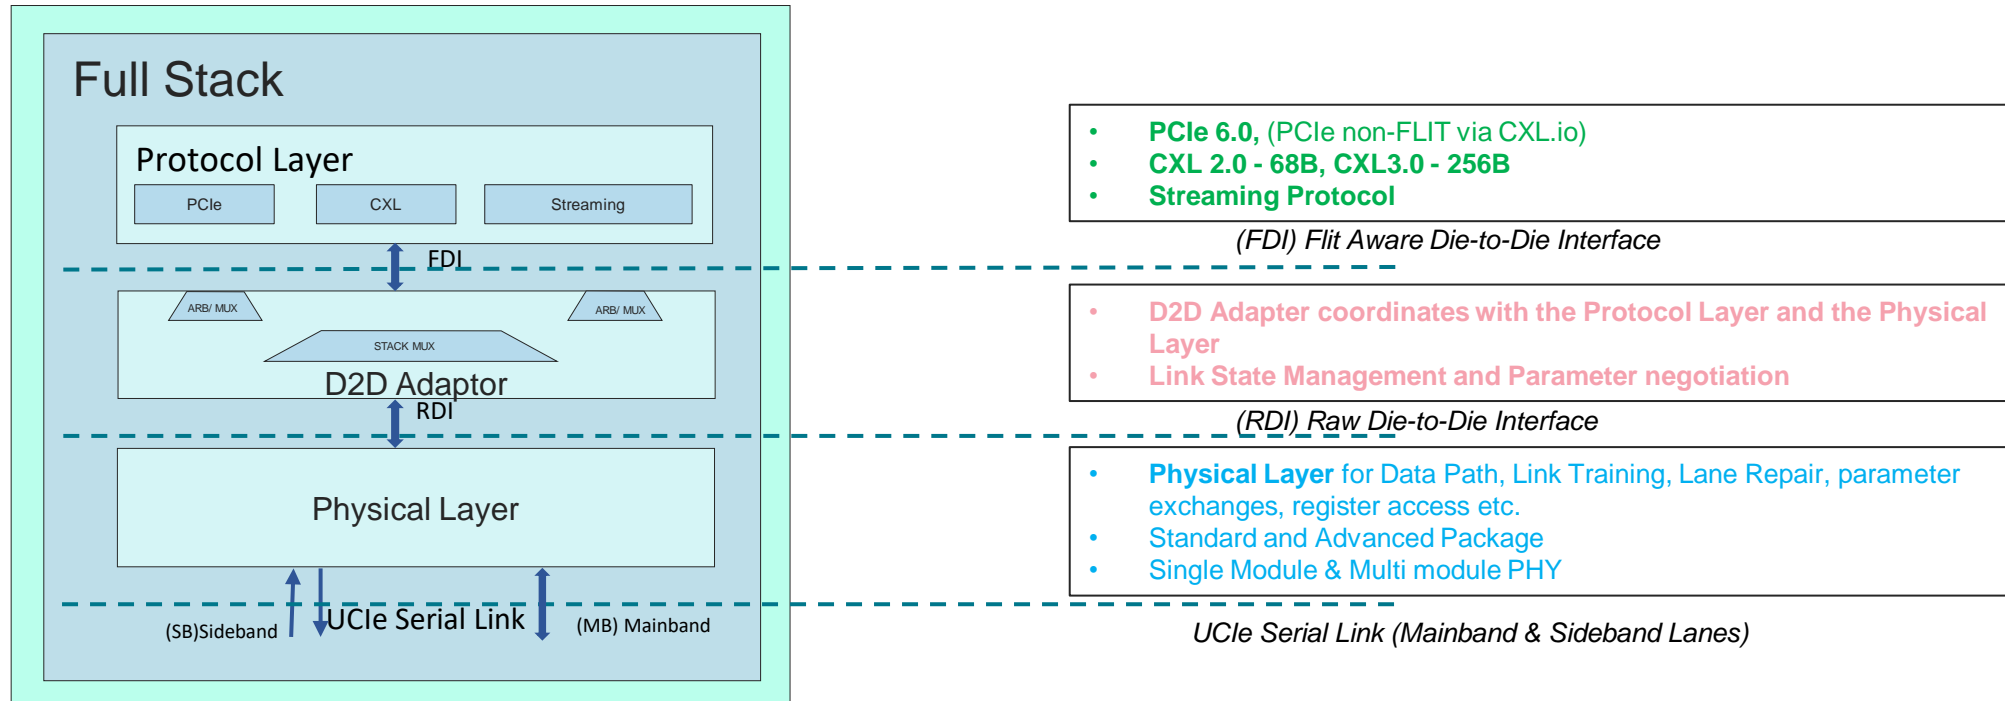 Full Stack
Protocol Layer
PCIe
CXL
Streaming
FDI
ARB/ MUX
ARB/ MUX
STACK MUX
D2D Adaptor
RDI
Physical Layer
(SB)Sideband
UCIe Serial Link
(MB) Mainband
• PCIe 6.0, (PCIe non-FLIT via CXL.io)
• CXL 2.0 - 68B, CXL3.0 - 256B
• Streaming Protocol
(FDI) Flit Aware Die-to-Die Interface
• D2D Adapter coordinates with the Protocol Layer and the Physical
Layer
• Link State Management and Parameter negotiation
(RDI) Raw Die-to-Die Interface
• Physical Layer for Data Path, Link Training, Lane Repair, parameter
exchanges, register access etc.
• Standard and Advanced Package
• Single Module & Multi module PHY
UCIe Serial Link (Mainband & Sideband Lanes)